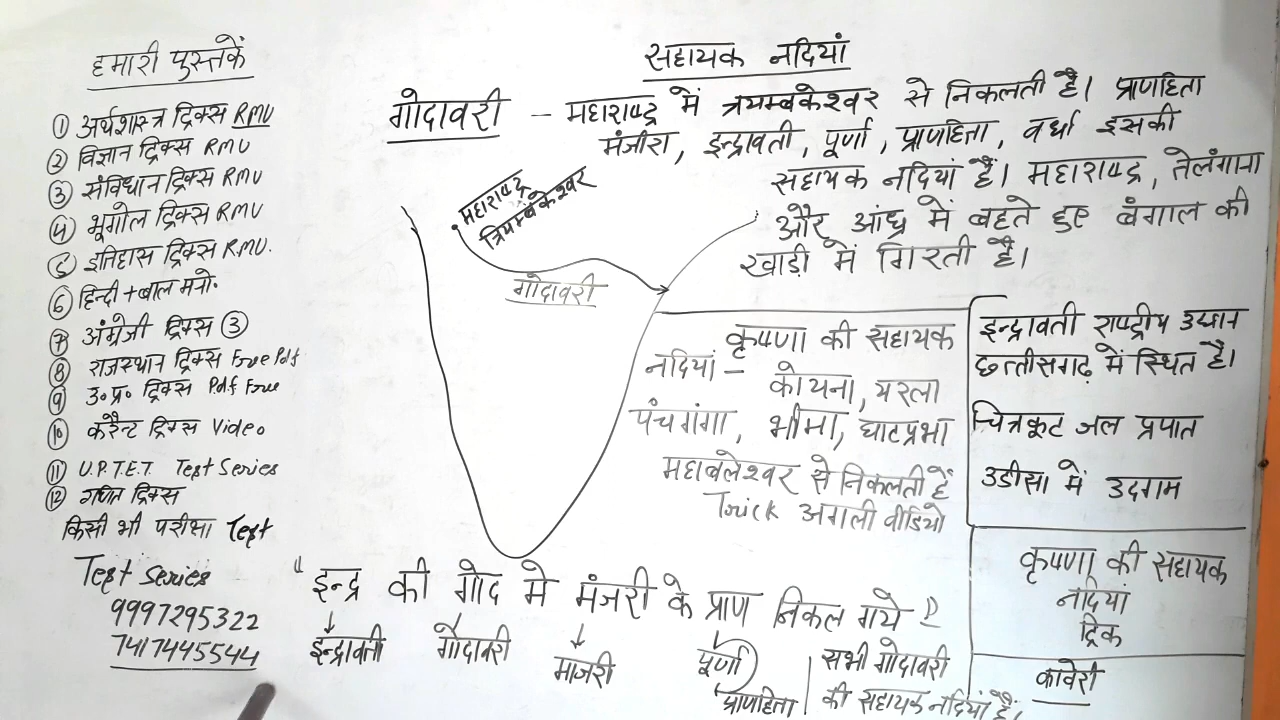 हमारी पुस्तकें
① अर्थशास्त्र ट्रिक्स RMU
② विज्ञान ट्रिक्स RMU
③ संविधान ट्रिक्स RMU
④ भूगोल ट्रिक्स RMU
⑤ इतिहास ट्रिक्स RMU.
⑥ हिन्दी + बाल मनो.
⑦ अंग्रेजी ट्रिक्स ③
⑧ राजस्थान ट्रिक्स Free Pdf
⑨ उ.प्र. ट्रिक्स Pdf Free
⑩ करैन्ट ट्रिक्स Video
⑪ U.P.T.E.T. Test Series
⑫ गणित ट्रिक्स
किसी भी परीक्षा Test
Test Series
9997295322
7417445544
सहायक नदियां
गोदावरी – महाराष्ट्र में त्रयम्बकेश्वर से निकलती है। प्राणहिता
मंजीरा, इन्द्रावती, पूर्णा, प्राणहिता, वर्धा इसकी
सहायक नदियां हैं। महाराष्ट्र, तेलंगाना
और आंध्र में बहते हुए बंगाल की
खाड़ी में गिरती है।
महाराष्ट्र
त्रियम्बकेश्वर
गोदावरी
कृष्णा की सहायक
नदियां – कोयना, यरला
पंचगंगा, भीमा, घाटप्रभा
महाबलेश्वर से निकलती हैं
Trick अगली वीडियो
इन्द्रावती राष्ट्रीय उद्यान
छत्तीसगढ़ में स्थित है।
चित्रकूट जल प्रपात
उडीसा में उदगाम
कृष्णा की सहायक
नदियां
ट्रिक
कावेरी
"इन्द्र की गोद मे मंजरी के प्राण निकल गये"
इन्द्रावती गोदावरी मांजरी पूर्णा
प्राणहिता
सभी गोदावरी
की सहायक नदियां हैं।